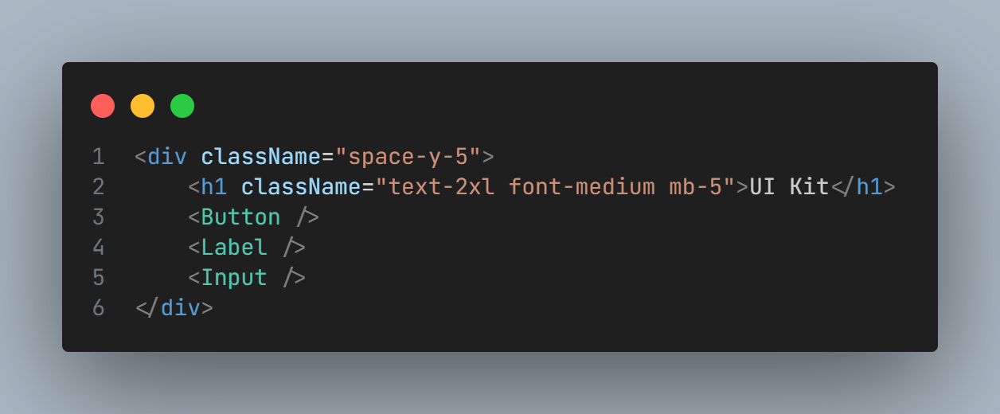 1 <div className="space-y-5">
2     <h1 className="text-2xl font-medium mb-5">UI Kit</h1>
3     <Button />
4     <Label />
5     <Input />
6 </div>